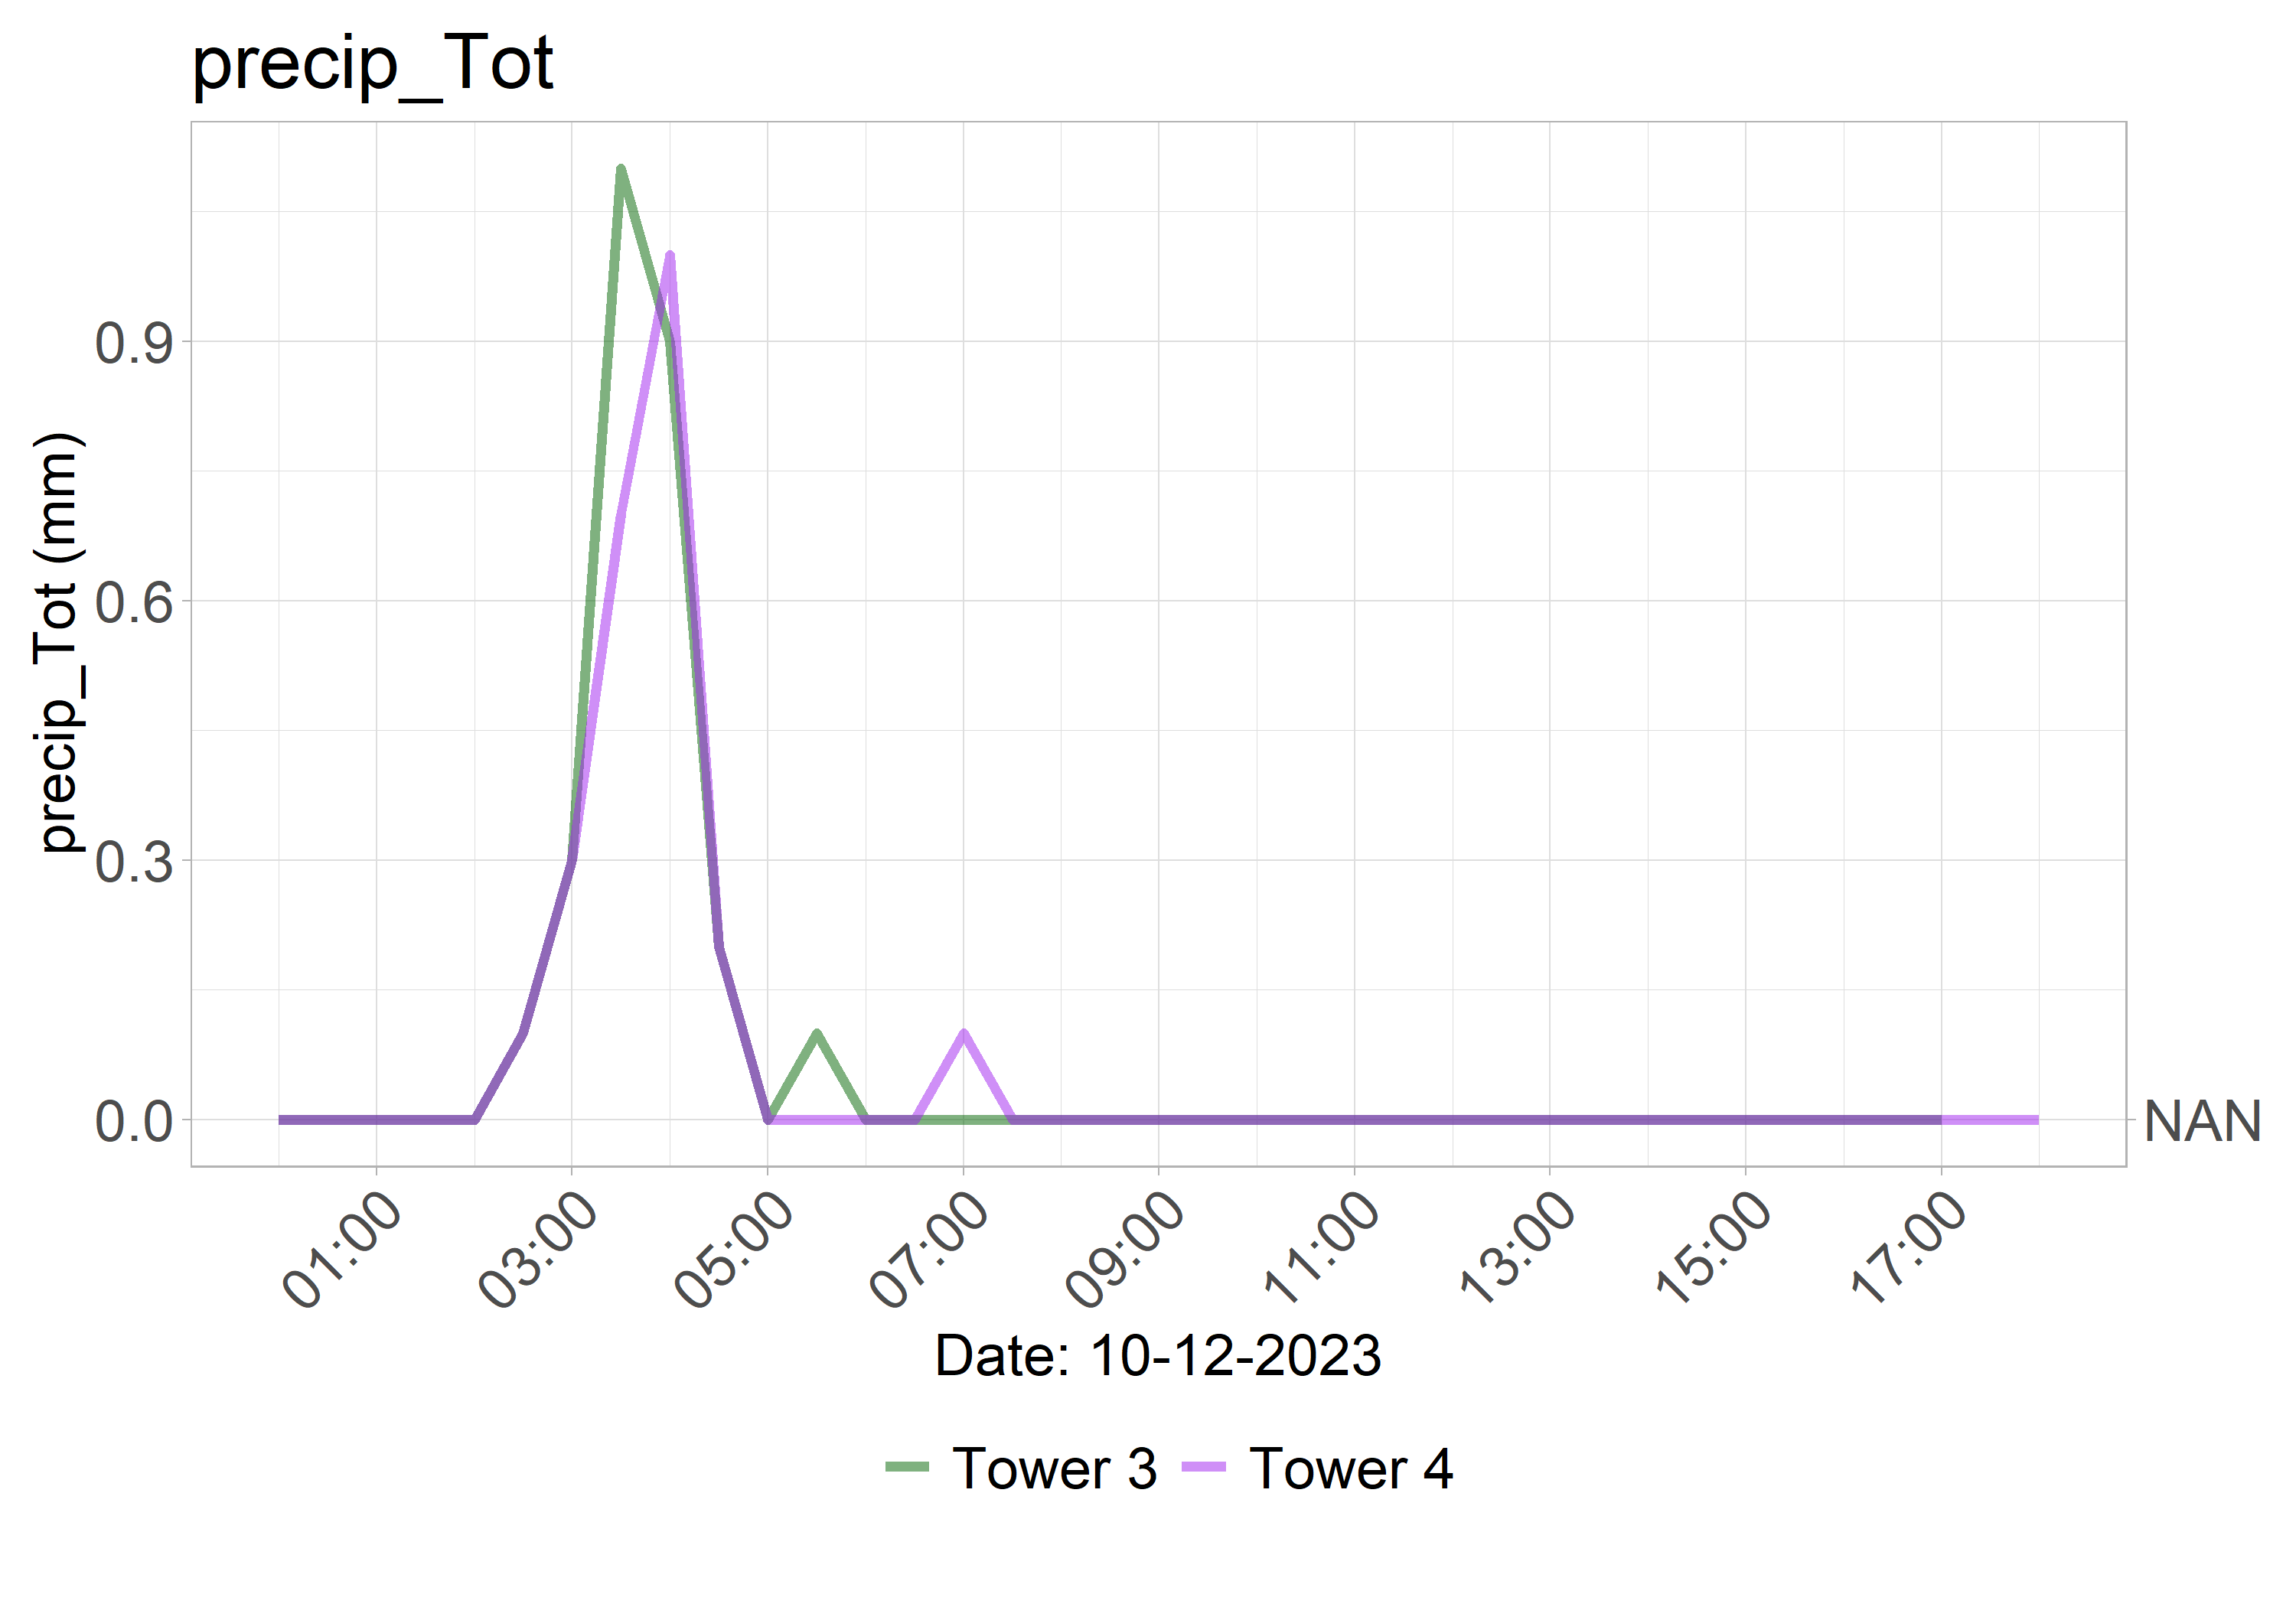 precip_Tot
precip_Tot (mm)
0.9
0.6
0.3
0.0
NAN
01:00 03:00 05:00 07:00 09:00 11:00 13:00 15:00 17:00
Date: 10-12-2023
Tower 3 Tower 4